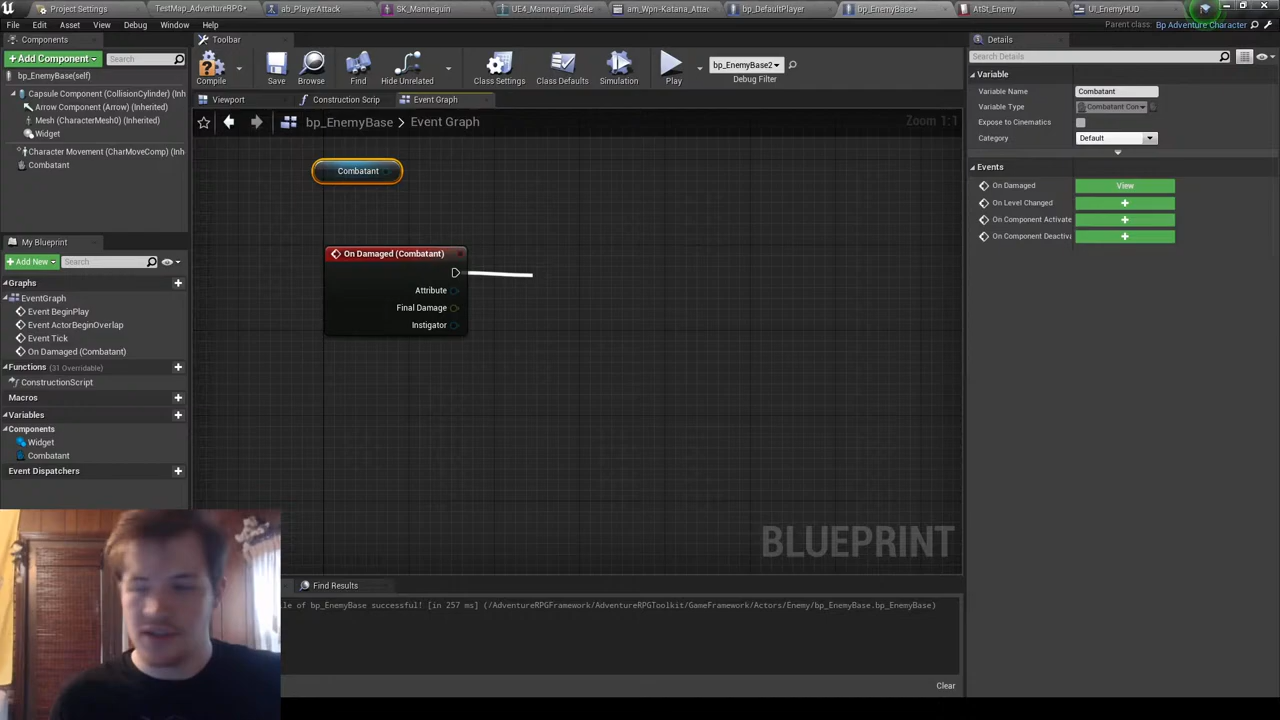 Project Settings
TestMap_AdventureRPG*
ab_PlayerAttack
SK_Mannequin
UE4_Mannequin_Skele
am_Wpn-Katana_Attac
bp_DefaultPlayer
bp_EnemyBase*
AtSt_Enemy
UI_EnemyHUD
File Edit Asset View Debug Window Help
Parent class: Bp Adventure Character
Components
Toolbar
Details
+ Add Component
Search
bp_EnemyBase(self)
Capsule Component (CollisionCylinder) (Inh
Arrow Component (Arrow) (Inherited)
Mesh (CharacterMesh0) (Inherited)
Widget
Character Movement (CharMoveComp) (Inh
Combatant
Compile
Save
Browse
Find
Hide Unrelated
Class Settings
Class Defaults
Simulation
Play
bp_EnemyBase2
Debug Filter
Viewport
Construction Scrip
Event Graph
bp_EnemyBase > Event Graph
Zoom 1:1
Combatant
On Damaged (Combatant)
Attribute
Final Damage
Instigator
BLUEPRINT
My Blueprint
+ Add New
Search
Graphs
EventGraph
Event BeginPlay
Event ActorBeginOverlap
Event Tick
On Damaged (Combatant)
Functions (31 Overridable)
ConstructionScript
Macros
Variables
Components
Widget
Combatant
Event Dispatchers
Search Details
Variable
Variable Name Combatant
Variable Type Combatant Con
Expose to Cinematics
Category Default
Events
On Damaged View
On Level Changed
On Component Activate
On Component Deactiv
Find Results
le of bp_EnemyBase successful! [in 257 ms] (/AdventureRPGFramework/AdventureRPGToolkit/GameFramework/Actors/Enemy/bp_EnemyBase.bp_EnemyBase)
Clear